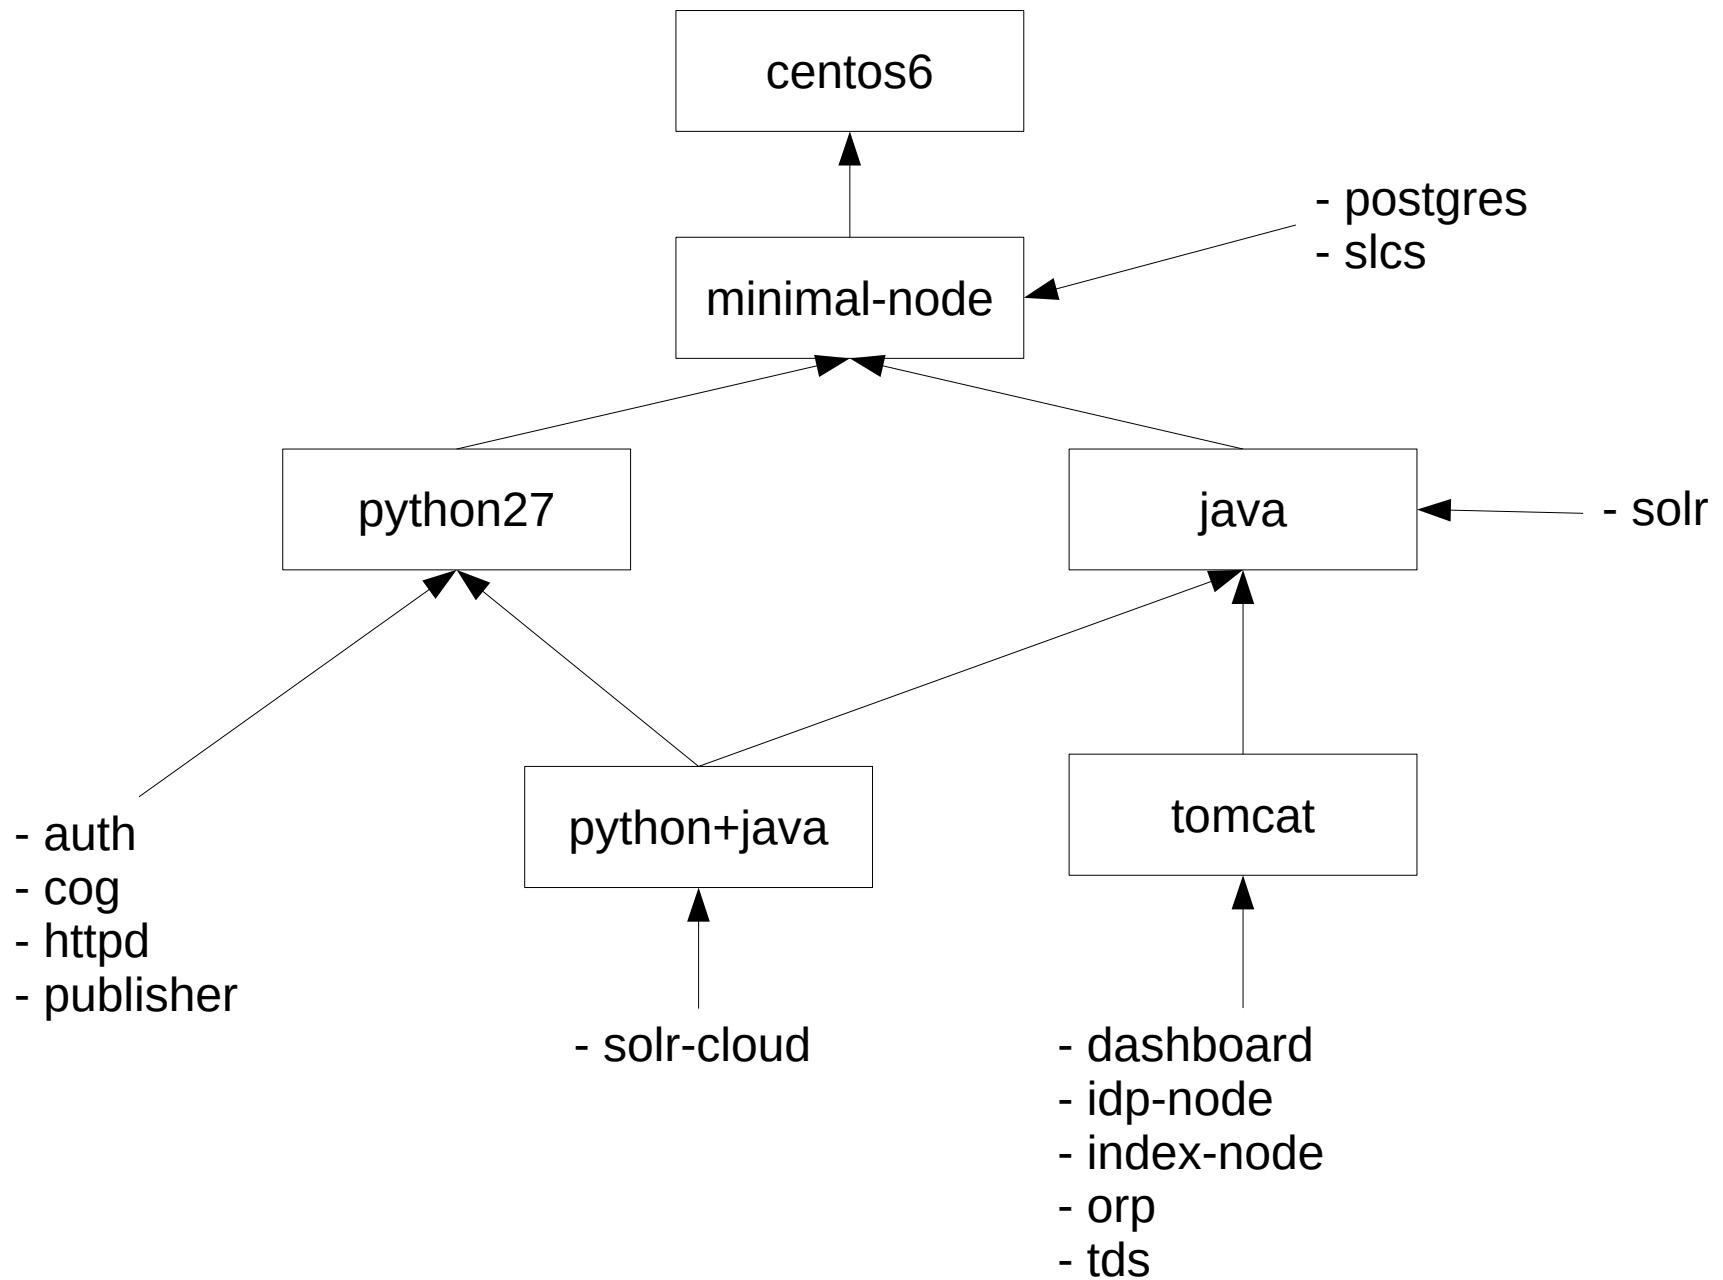 centos6
- postgres
- slcs
minimal-node
python27
java
- solr
python+java
tomcat
- auth
- cog
- httpd
- publisher
- solr-cloud
- dashboard
- idp-node
- index-node
- orp
- tds